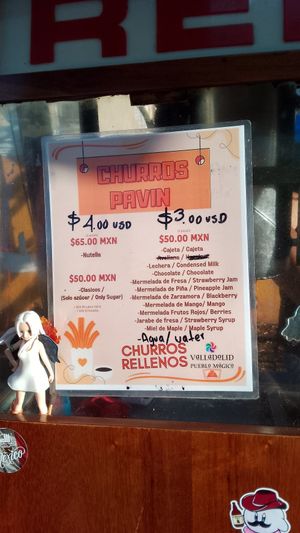 RE
CHURROS
PAVIN
$4.00 USD
$65.00 MXN
-Nutella
$50.00 MXN
-Clasicos /
(Solo azúcar / Only Sugar)
$3.00 USD
$50.00 MXN
-Cajeta / Cajeta
-Lechera / Condensed Milk
-Chocolate / Chocolate
-Mermelada de Fresa / Strawberry Jam
-Mermelada de Piña / Pineapple Jam
-Mermelada de Zarzamora / Blackberry
-Mermelada de Mango/ Mango
-Mermelada Frutos Rojos/ Berries
-Jarabe de fresa / Strawberry Syrup
-Miel de Maple / Maple Syrup
-Agua/water
CHURROS
RELLENOS
Valladolid
PUEBLO MÁGICO
México